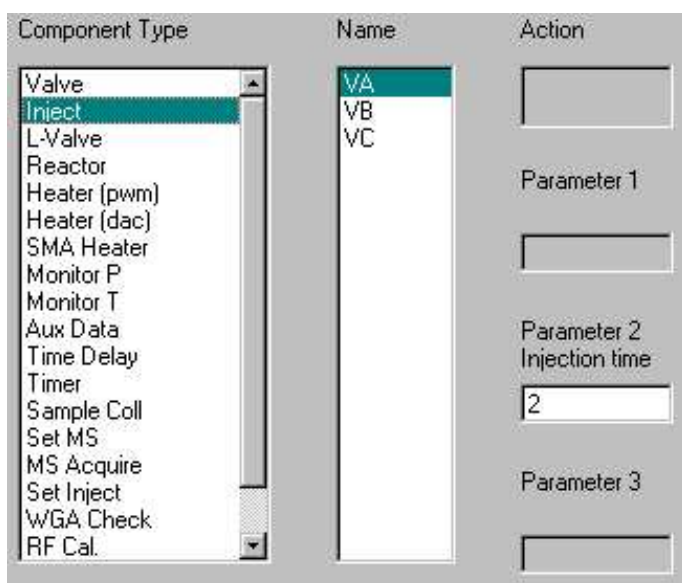 Component Type
Name
Action
Valve
Inject
L-Valve
Reactor
Heater (pwm)
Heater (dac)
SMA Heater
Monitor P
Monitor T
Aux Data
Time Delay
Timer
Sample Coll
Set MS
MS Acquire
Set Inject
WGA Check
RF Cal.
VA
VB
VC
Parameter 1
Parameter 2
Injection time
2
Parameter 3